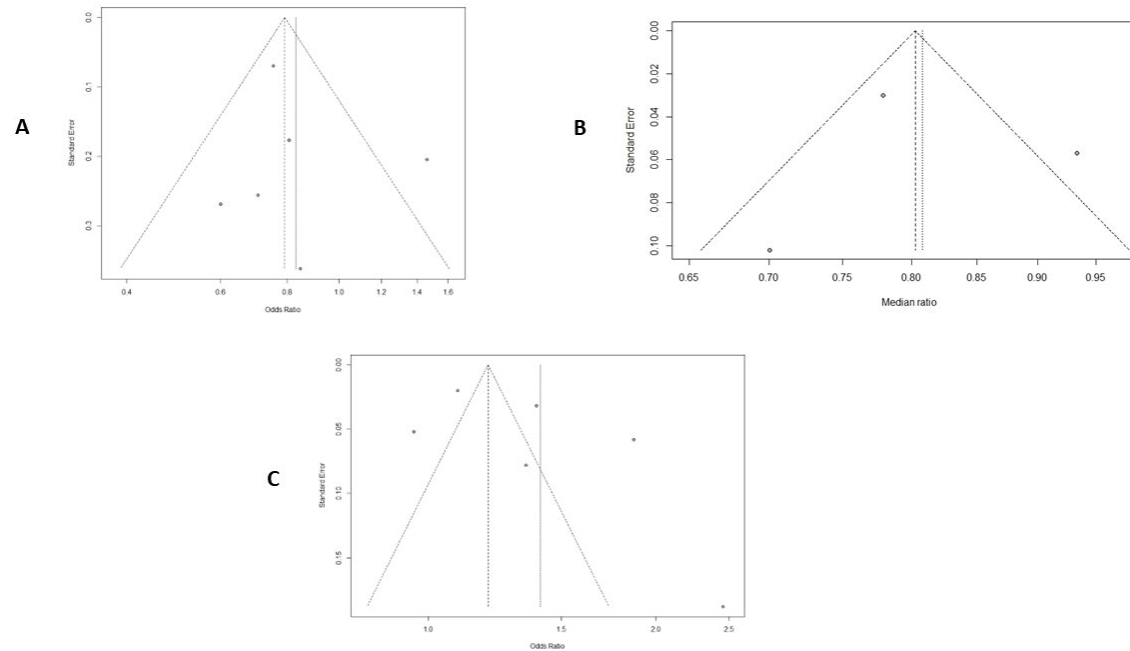 A
Standard Error
0.0
0.1
0.2
0.3
0.4 0.6 0.8 1.0 1.2 1.4 1.6
Odds Ratio
B
Standard Error
0.00
0.02
0.04
0.06
0.08
0.10
0.65 0.70 0.75 0.80 0.85 0.90 0.95
Median ratio
C
Standard Error
0.00
0.05
0.10
0.15
1.0 1.5 2.0 2.5
Odds Ratio